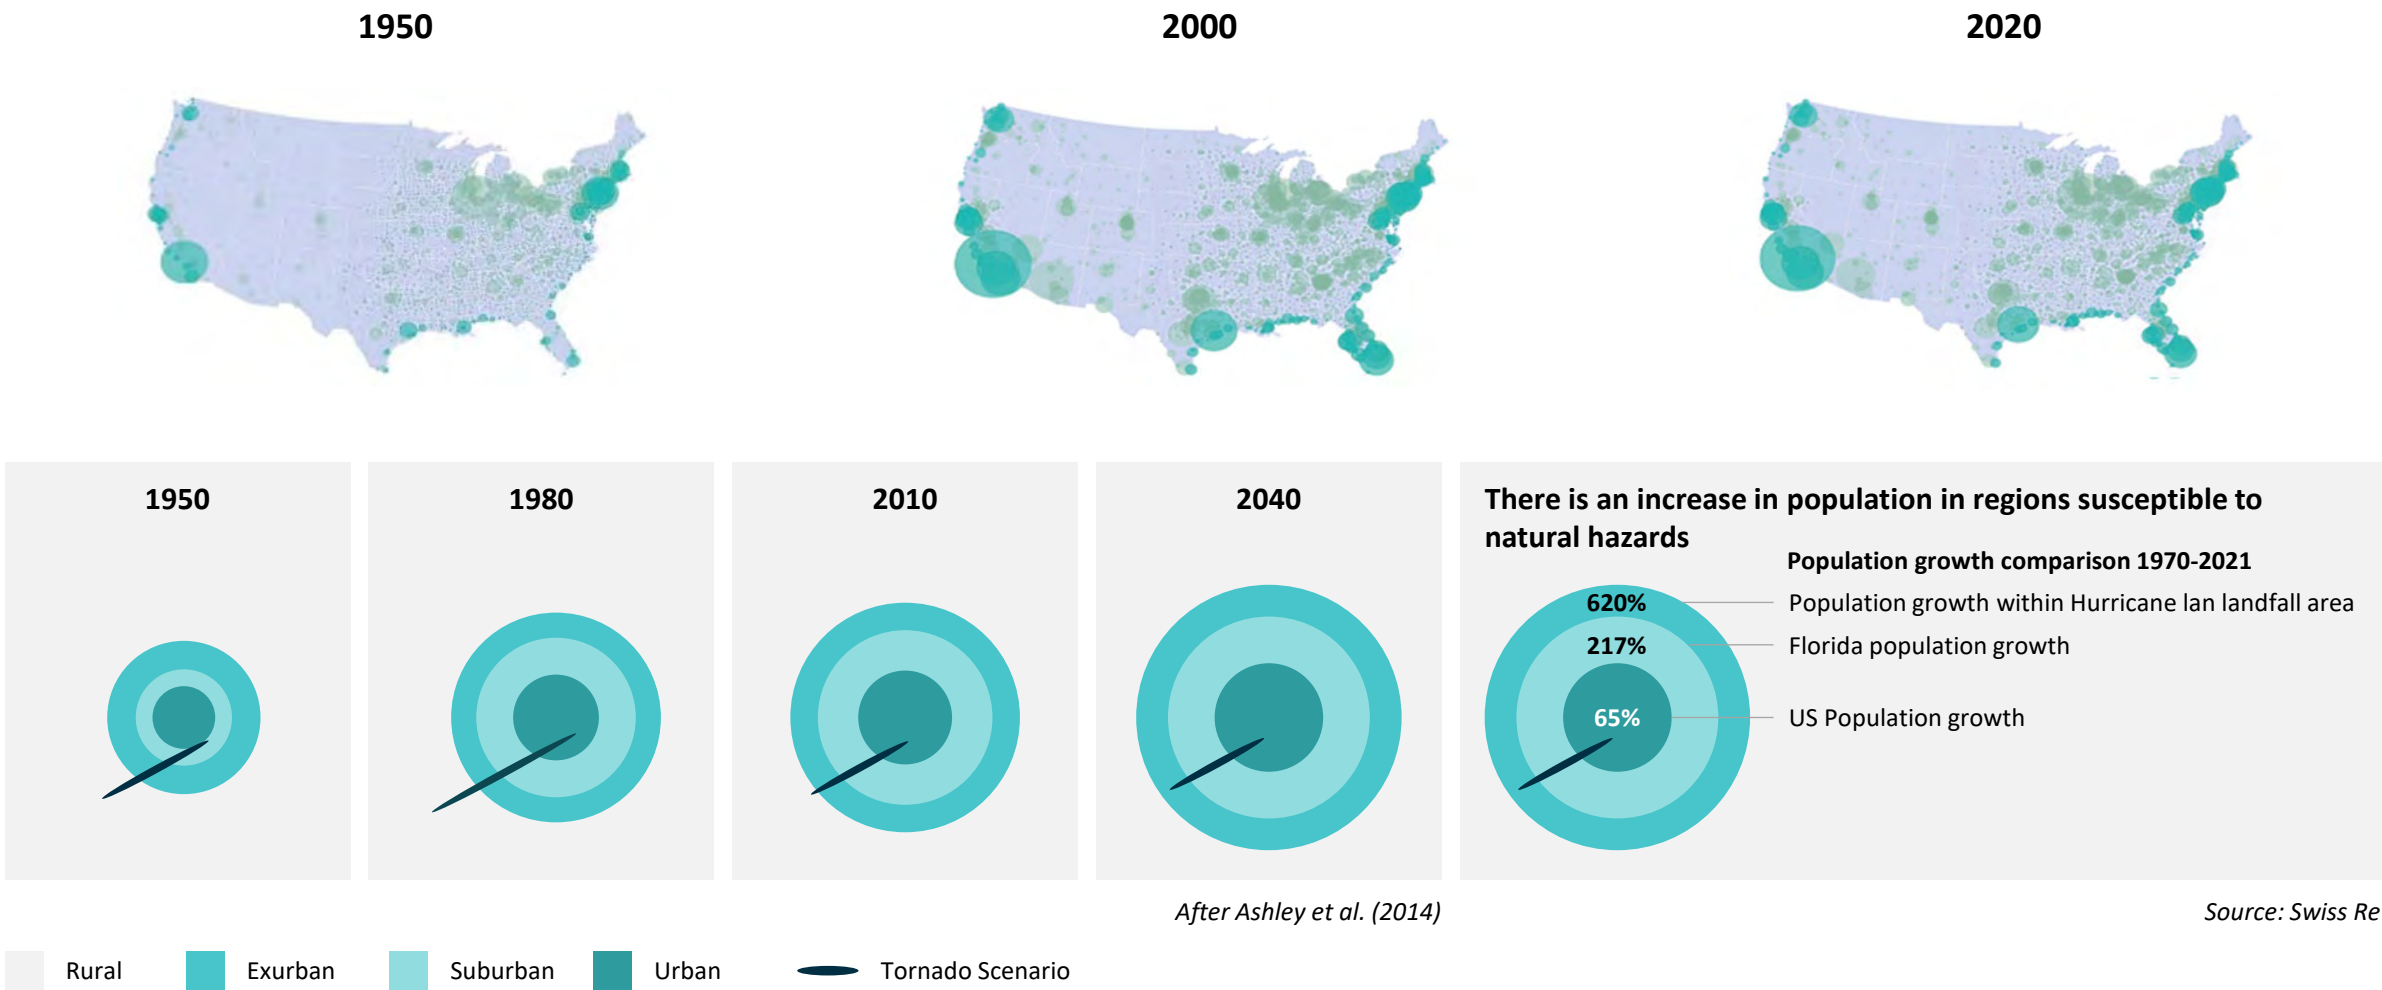 1950
2000
2020
1950
1980
2010
2040
There is an increase in population in regions susceptible to
natural hazards
Population growth comparison 1970-2021
620%
Population growth within Hurricane lan landfall area
217%
Florida population growth
65%
US Population growth
After Ashley et al. (2014)
Source: Swiss Re
Rural
Exurban
Suburban
Urban
Tornado Scenario